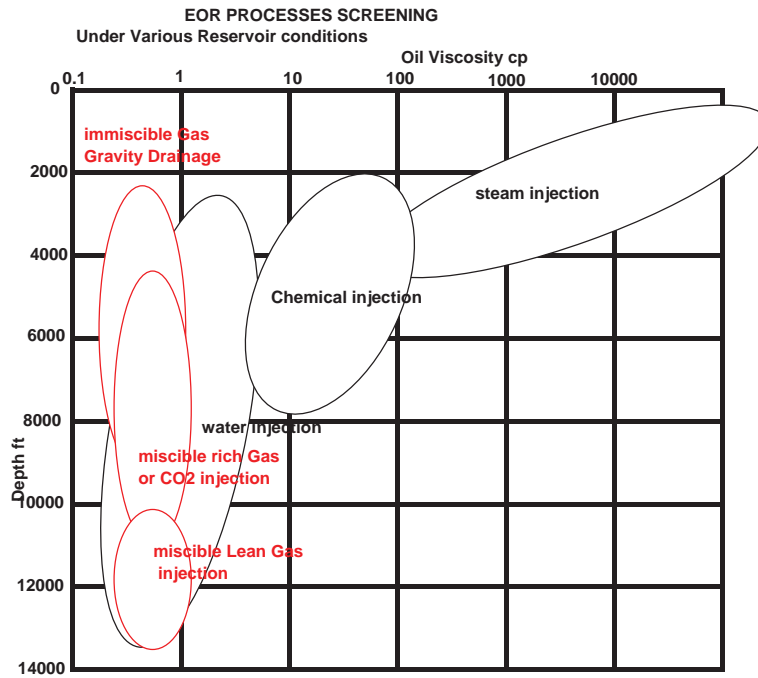 EOR PROCESSES SCREENING
Under Various Reservoir conditions
Oil Viscosity cp
0.1 1 10 100 1000 10000
0
immiscible Gas
Gravity Drainage
2000
steam injection
4000
Chemical injection
6000
8000
water injection
miscible rich Gas
or CO2 injection
Depth ft
10000
miscible Lean Gas
injection
12000
14000